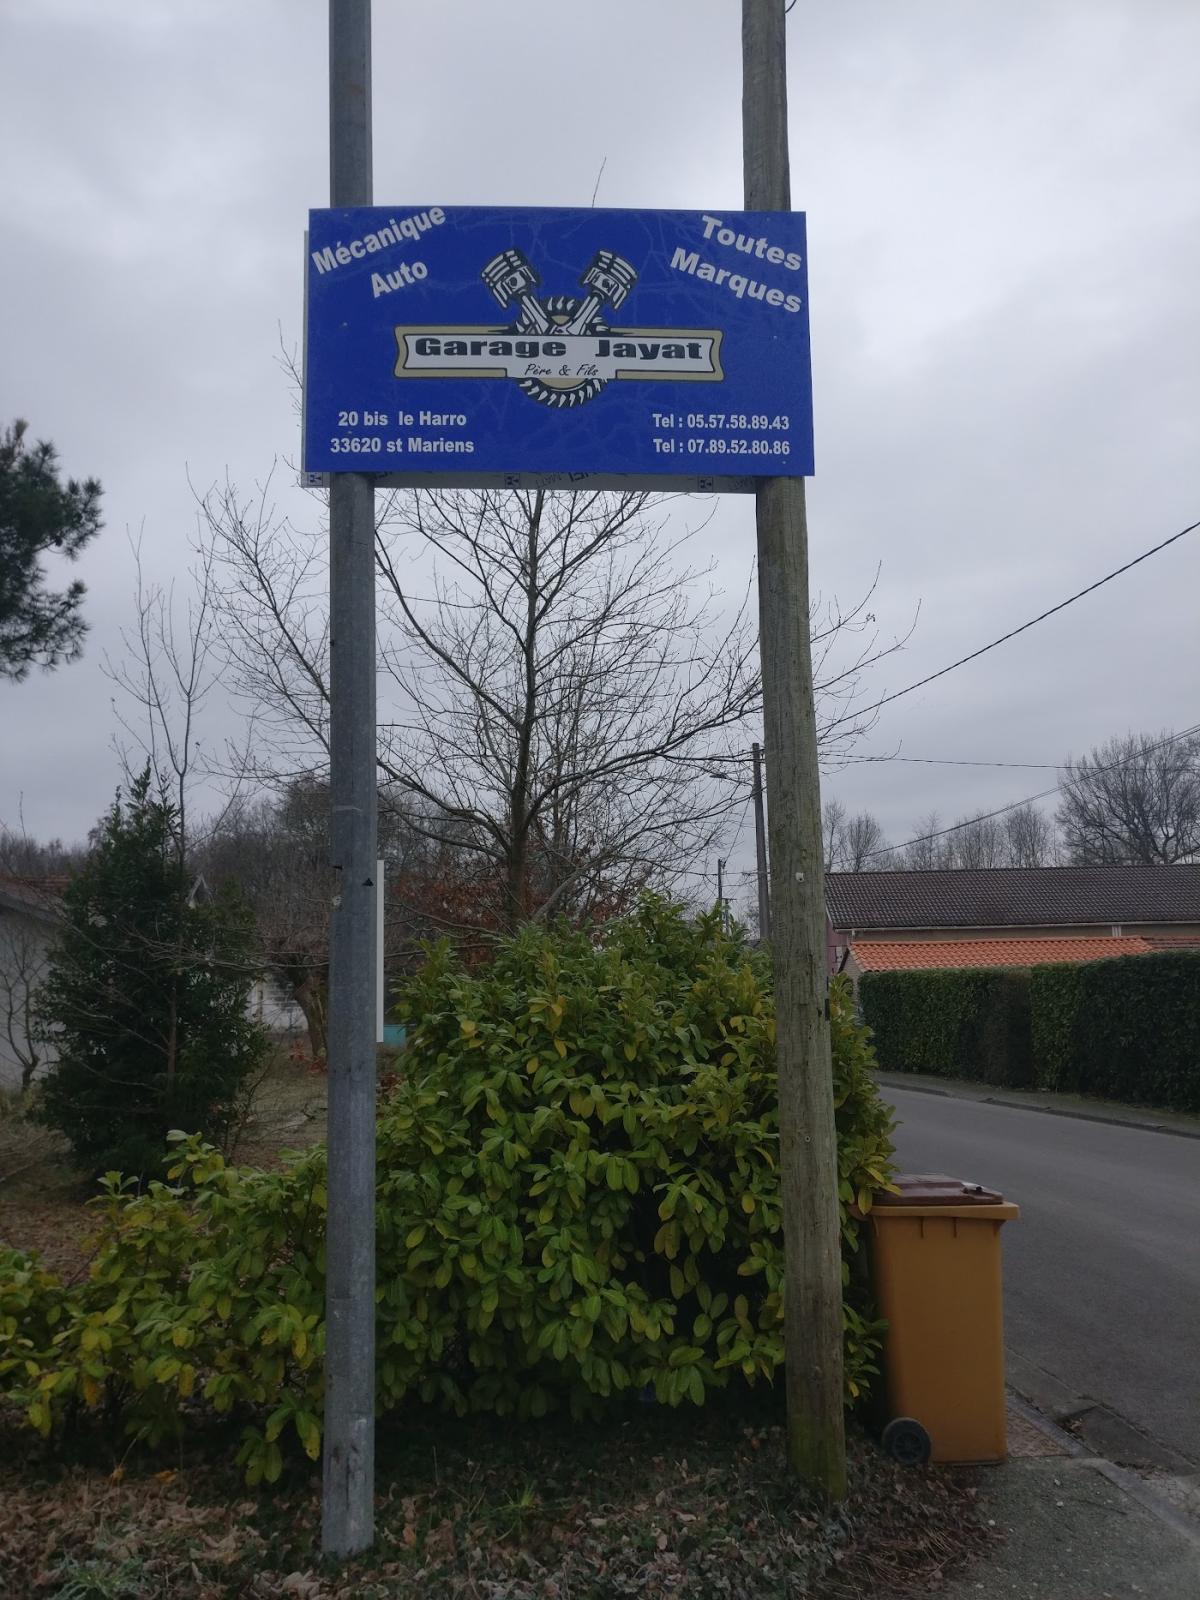 Mécanique
Auto
Toutes
Marques
Garage Jayat
Père & Fils
20 bis le Harro
33620 st Mariens
Tel : 05.57.58.89.43
Tel : 07.89.52.80.86